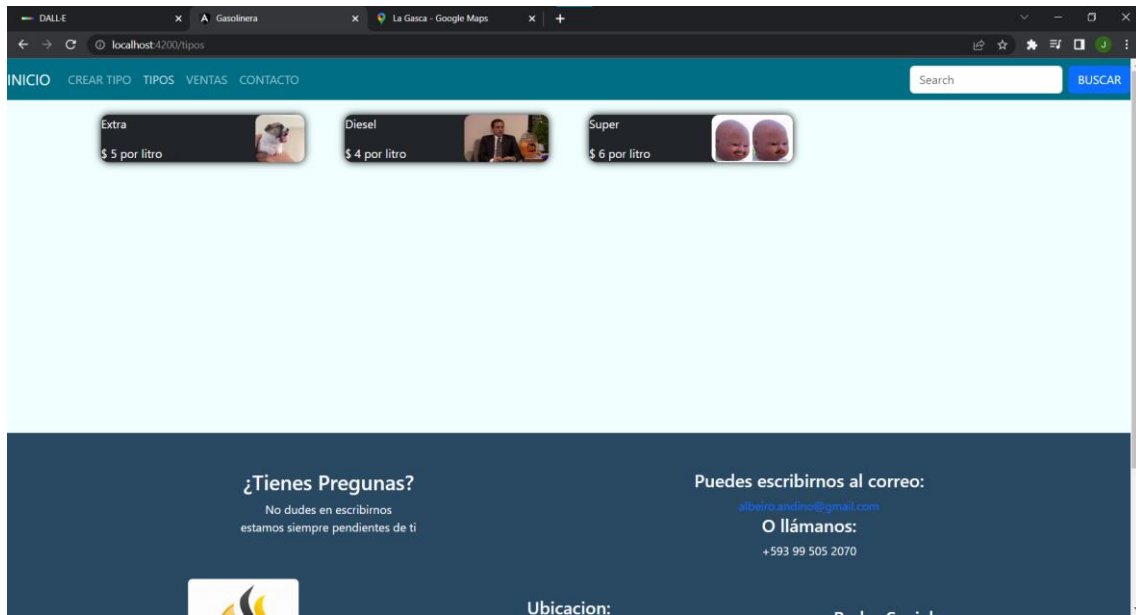 DALL·E
Gasolinera
La Gasca - Google Maps
localhost:4200/tipos
J
INICIO CREAR TIPO TIPOS VENTAS CONTACTO Search BUSCAR
Extra
$ 5 por litro
Diesel
$ 4 por litro
Super
$ 6 por litro
¿Tienes Pregunas?
No dudes en escribirnos
estamos siempre pendientes de ti
Puedes escribirnos al correo:
albeiro.andino@gmail.com
O llámanos:
+593 99 505 2070
Ubicacion: